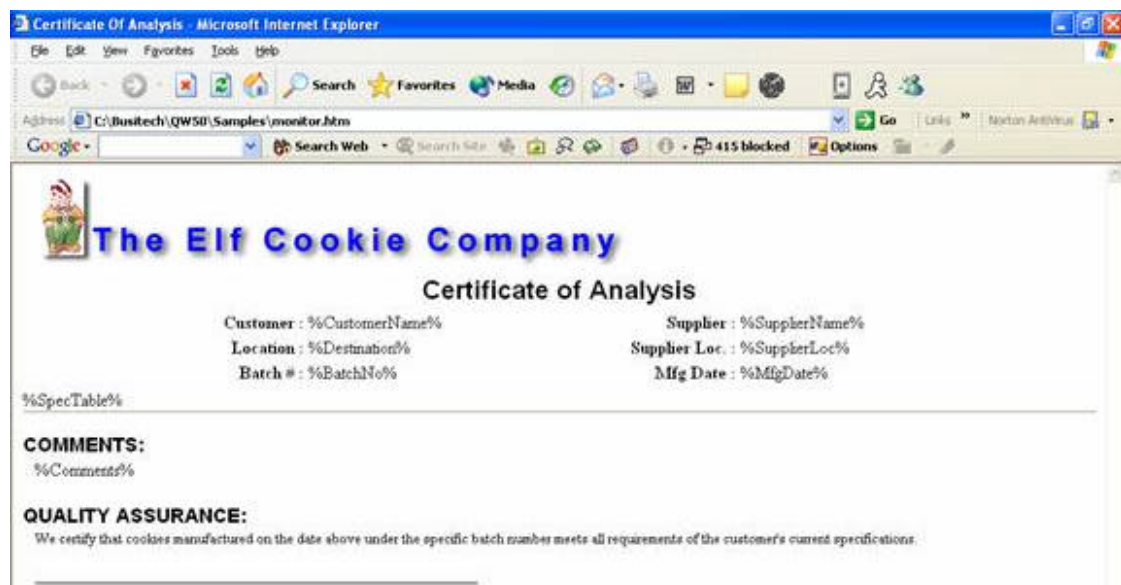 Certificate Of Analysis - Microsoft Internet Explorer
File Edit View Favorites Tools Help
Back Search Favorites Media
Address C:\Busitech\QW50\Samples\monitor.htm Go Links » Norton AntiVirus
Google Search Web Search Site 415 blocked Options
The Elf Cookie Company
Certificate of Analysis
Customer : %CustomerName% Supplier : %SupplierName%
Location : %Destination% Supplier Loc. : %SupplierLoc%
Batch # : %BatchNo% Mfg Date : %MfgDate%
%SpecTable%
COMMENTS:
%Comments%
QUALITY ASSURANCE:
We certify that cookies manufactured on the date above under the specific batch number meets all requirements of the customer's current specifications.